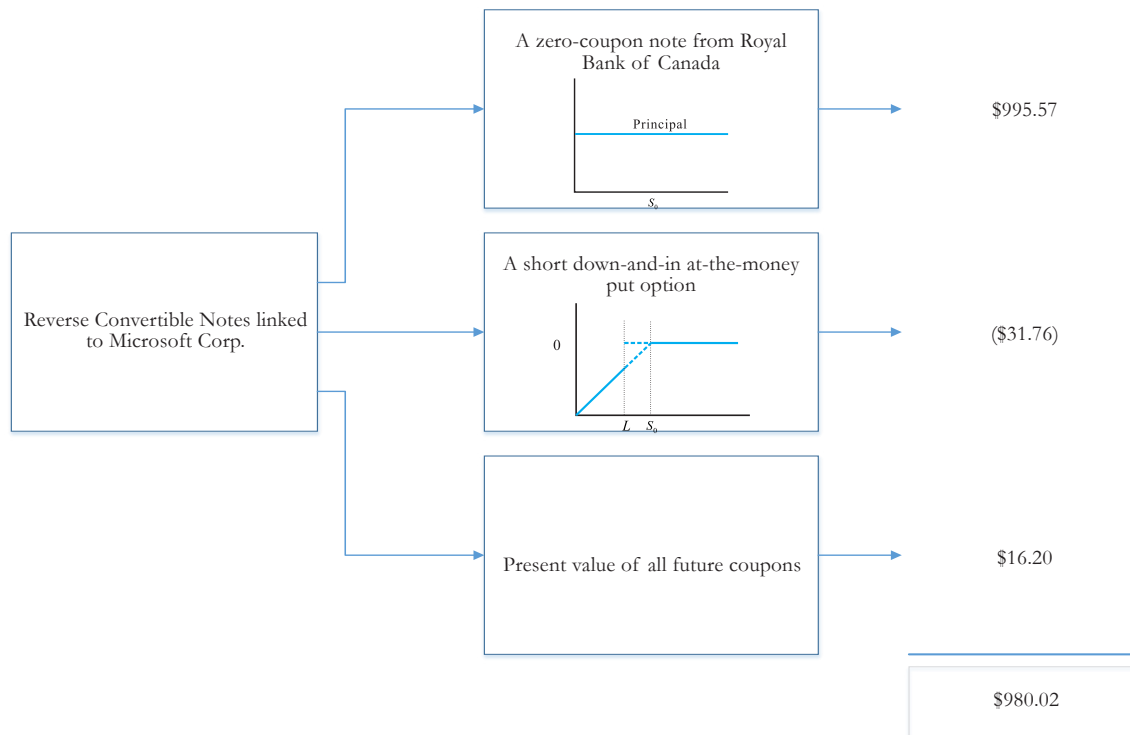 A zero-coupon note from Royal
Bank of Canada
Principal
S₀
$995.57
Reverse Convertible Notes linked
to Microsoft Corp.
A short down-and-in at-the-money
put option
0
L S₀
($31.76)
Present value of all future coupons
$16.20
$980.02